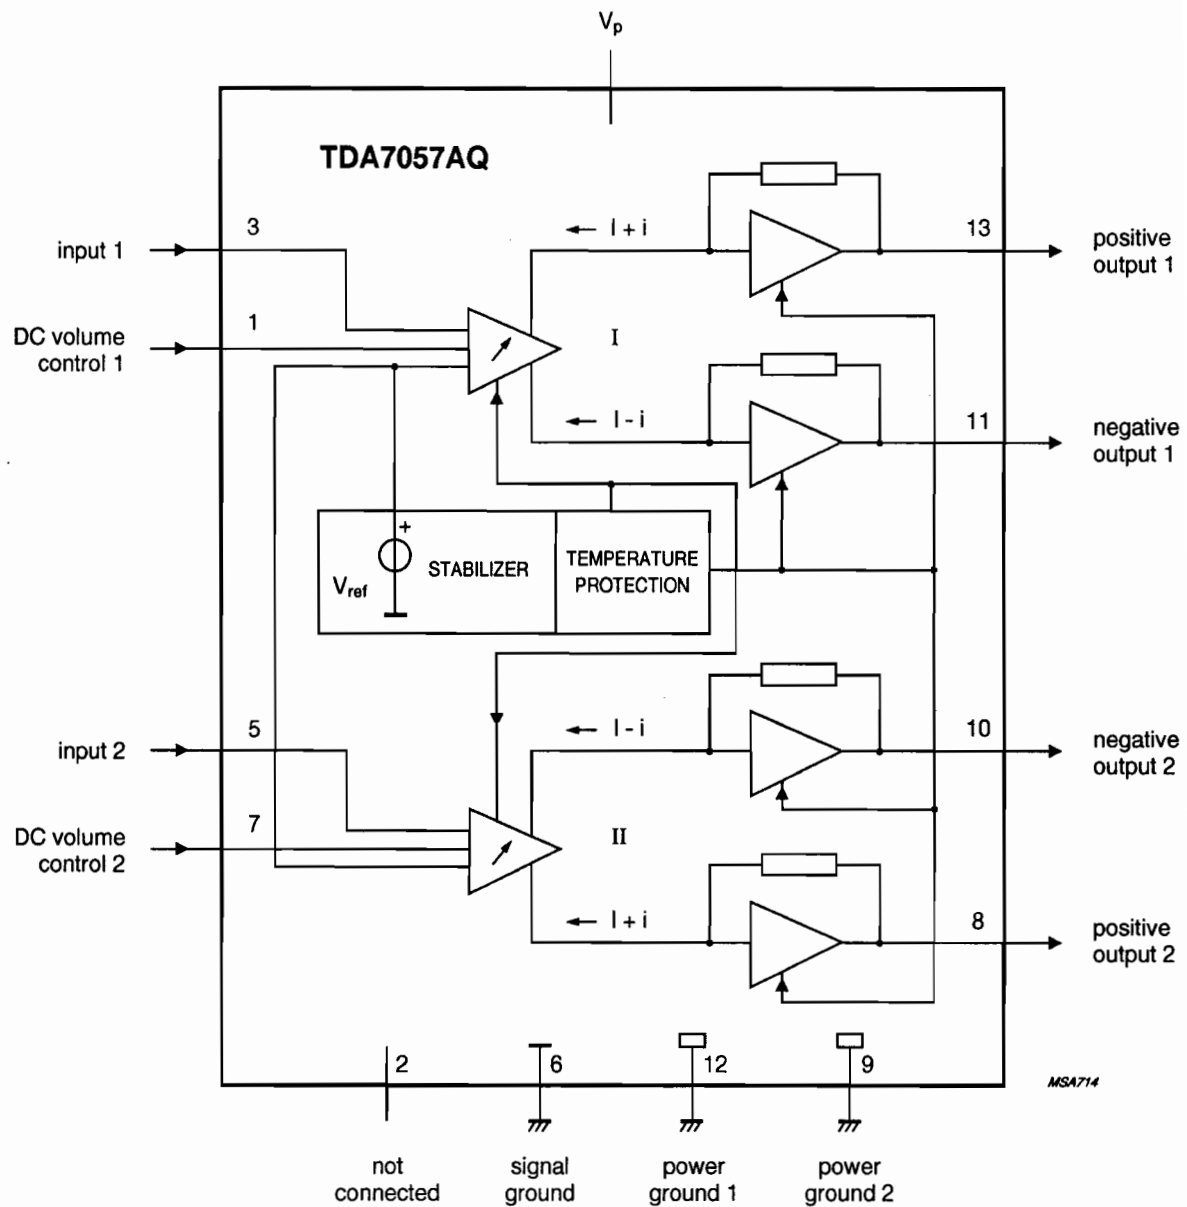 Vp
TDA7057AQ
3
I + i
13
input 1
positive
output 1
1
DC volume
control 1
I
I - i
11
negative
output 1
+
STABILIZER
TEMPERATURE
PROTECTION
Vref
5
I - i
10
input 2
negative
output 2
7
DC volume
control 2
II
I + i
8
positive
output 2
2
6
12
9
MSA714
not
connected
signal
ground
power
ground 1
power
ground 2